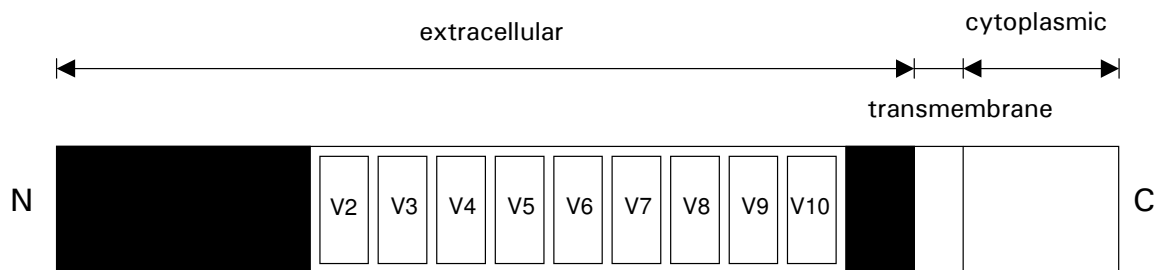 cytoplasmic
extracellular
transmembrane
N V2 V3 V4 V5 V6 V7 V8 V9 V10 C